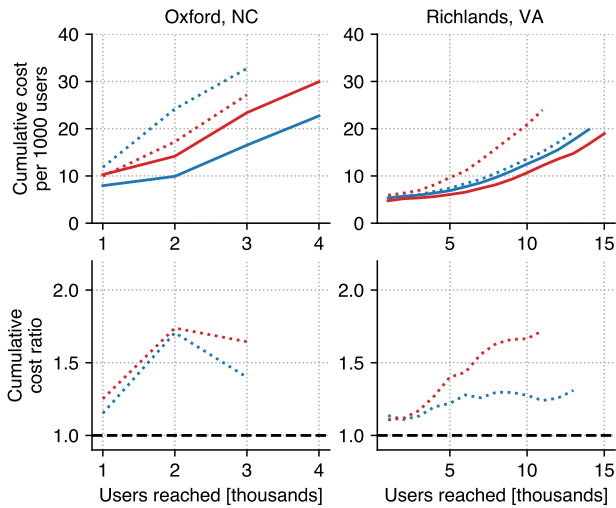 Oxford, NC
Richlands, VA
Cumulative cost
per 1000 users
40
30
20
10
0
1 2 3 4
40
30
20
10
0
5 10 15
Cumulative
cost ratio
2.0
1.5
1.0
1 2 3 4
Users reached [thousands]
2.0
1.5
1.0
5 10 15
Users reached [thousands]